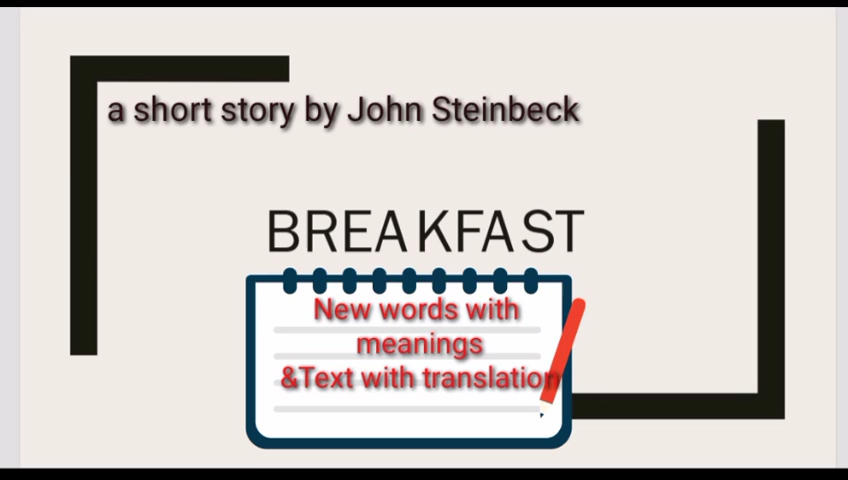 a short story by John Steinbeck
BREAKFAST
New words with
meanings
&Text with translation